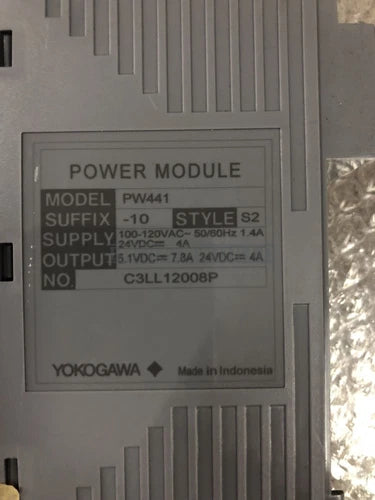 POWER MODULE
MODEL PW441
SUFFIX -10 STYLE S2
SUPPLY 100-120VAC~ 50/60Hz 1.4A
24VDC⎓ 4A
OUTPUT 5.1VDC⎓ 7.8A 24VDC⎓ 4A
NO. C3LL12008P
YOKOGAWA ◆ Made in Indonesia